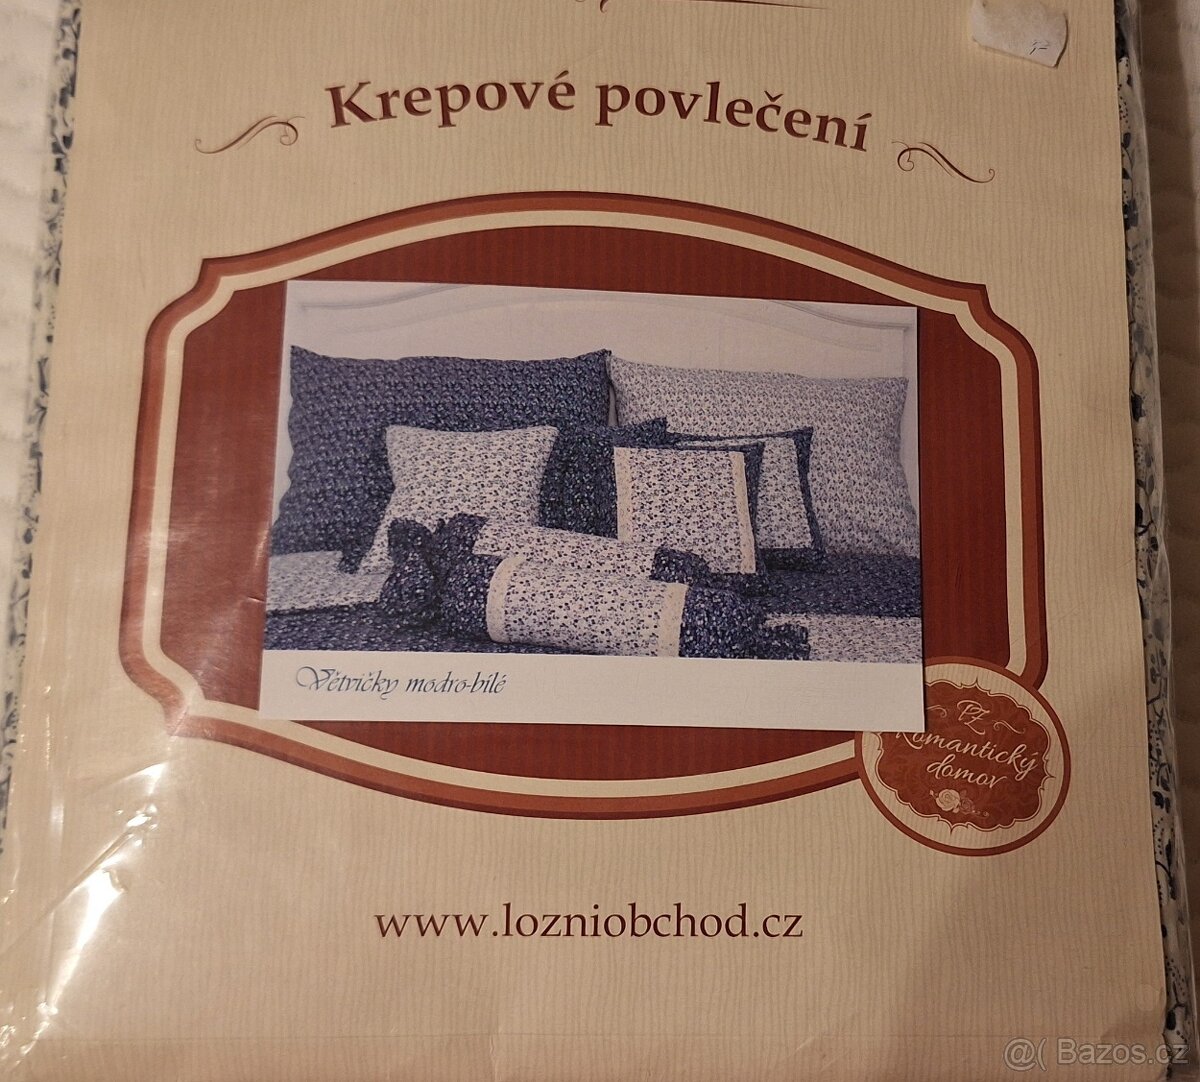 Krepové povlečení
Větvičky modro-bílé
PZ
Romantický
domov
www.lozniobchod.cz
@( Bazos.cz